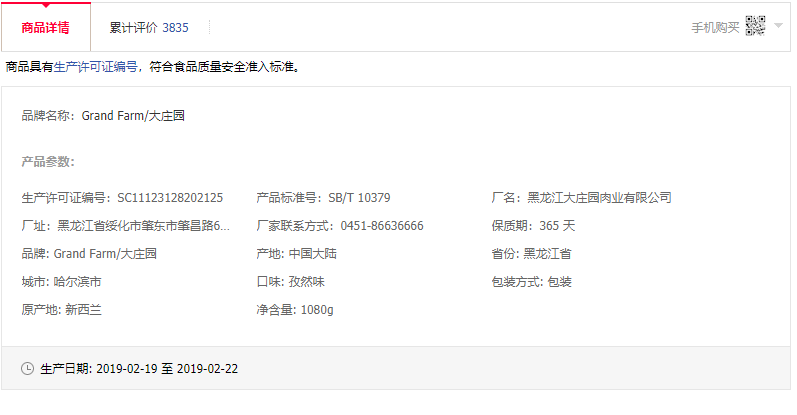 商品详情 累计评价 3835 手机购买
商品具有生产许可证编号，符合食品质量安全准入标准。
品牌名称：Grand Farm/大庄园
产品参数：
生产许可证编号：SC11123128202125 产品标准号：SB/T 10379 厂名：黑龙江大庄园肉业有限公司
厂址：黑龙江省绥化市肇东市肇昌路6... 厂家联系方式：0451-86636666 保质期：365 天
品牌: Grand Farm/大庄园 产地: 中国大陆 省份: 黑龙江省
城市: 哈尔滨市 口味: 孜然味 包装方式: 包装
原产地: 新西兰 净含量: 1080g
生产日期: 2019-02-19 至 2019-02-22